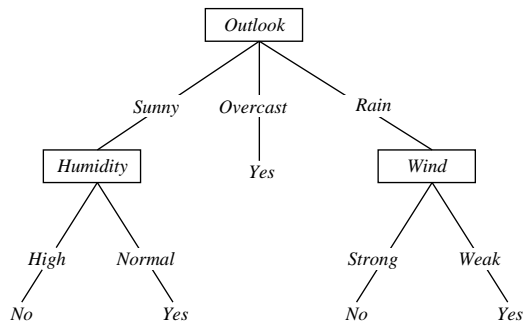 Outlook
Sunny Overcast Rain
Humidity Yes Wind
High Normal Strong Weak
No Yes No Yes